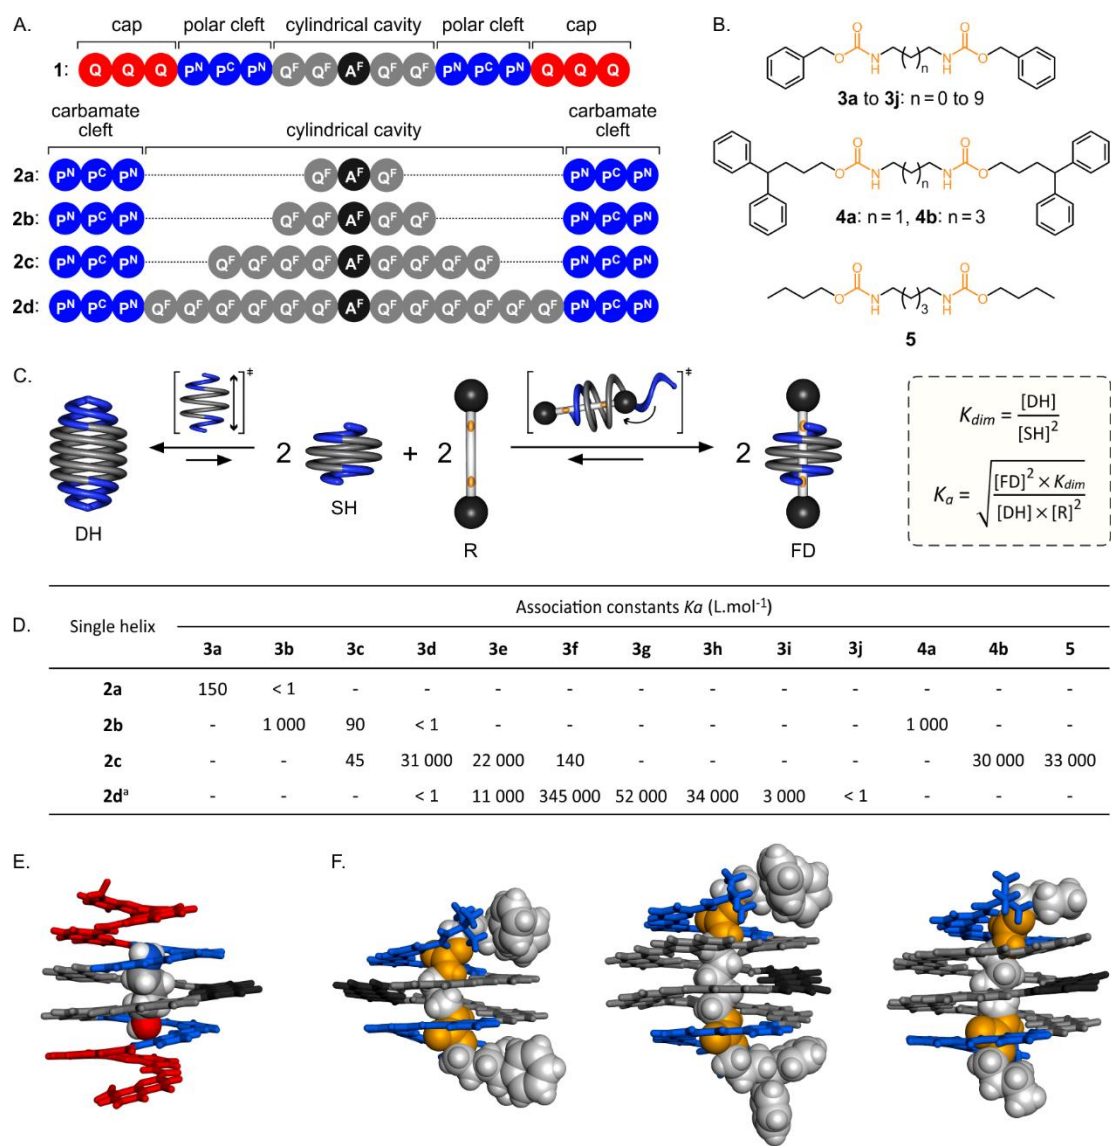 A.
cap polar cleft cylindrical cavity polar cleft cap
1: Q Q Q P^N P^C P^N Q^F Q^F A^F Q^F Q^F P^N P^C P^N Q Q Q
carbamate cleft cylindrical cavity carbamate cleft
2a: P^N P^C P^N Q^F A^F Q^F P^N P^C P^N
2b: P^N P^C P^N Q^F Q^F A^F Q^F Q^F P^N P^C P^N
2c: P^N P^C P^N Q^F Q^F Q^F Q^F A^F Q^F Q^F Q^F Q^F P^N P^C P^N
2d: P^N P^C P^N Q^F Q^F Q^F Q^F Q^F Q^F A^F Q^F Q^F Q^F Q^F Q^F Q^F P^N P^C P^N
B.
O O N H ( ) n H N O O
3a to 3j: n = 0 to 9
O O N H ( ) n H N O O
4a: n = 1, 4b: n = 3
O O N H ( ) 3 H N O O
5
C.
DH ‡ 2 SH + 2 R ‡ 2 FD
K_dim = [DH] / [SH]^2
K_a = √([FD]^2 × K_dim / [DH] × [R]^2)
D.
Single helix Association constants Ka (L.mol^-1)
3a 3b 3c 3d 3e 3f 3g 3h 3i 3j 4a 4b 5
2a 150 < 1 - - - - - - - - - - -
2b - 1 000 90 < 1 - - - - - - 1 000 - -
2c - - 45 31 000 22 000 140 - - - - - 30 000 33 000
2d^a - - - < 1 11 000 345 000 52 000 34 000 3 000 < 1 - - -
E. F.